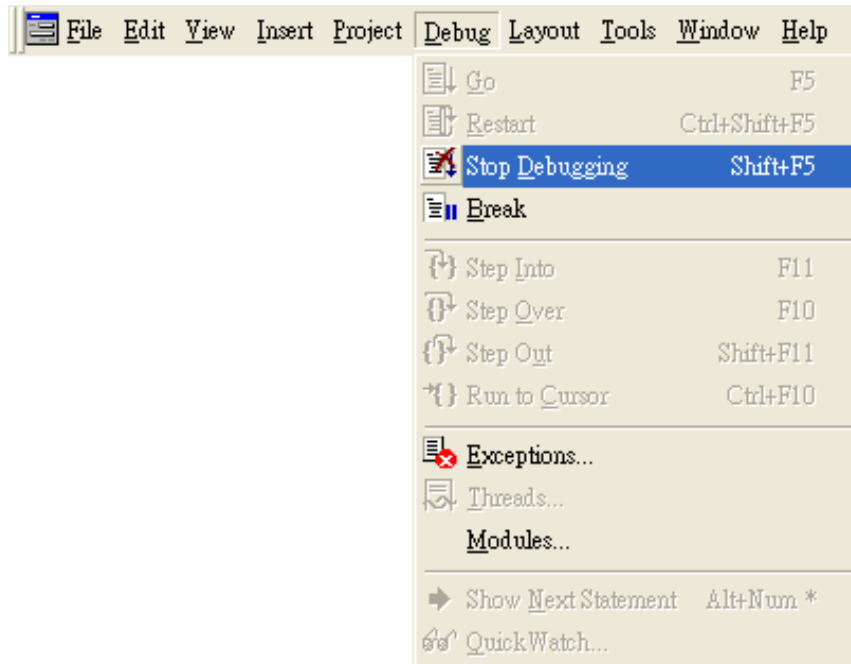 File Edit View Insert Project Debug Layout Tools Window Help
Go F5
Restart Ctrl+Shift+F5
Stop Debugging Shift+F5
Break
Step Into F11
Step Over F10
Step Out Shift+F11
Run to Cursor Ctrl+F10
Exceptions...
Threads...
Modules...
Show Next Statement Alt+Num *
QuickWatch...